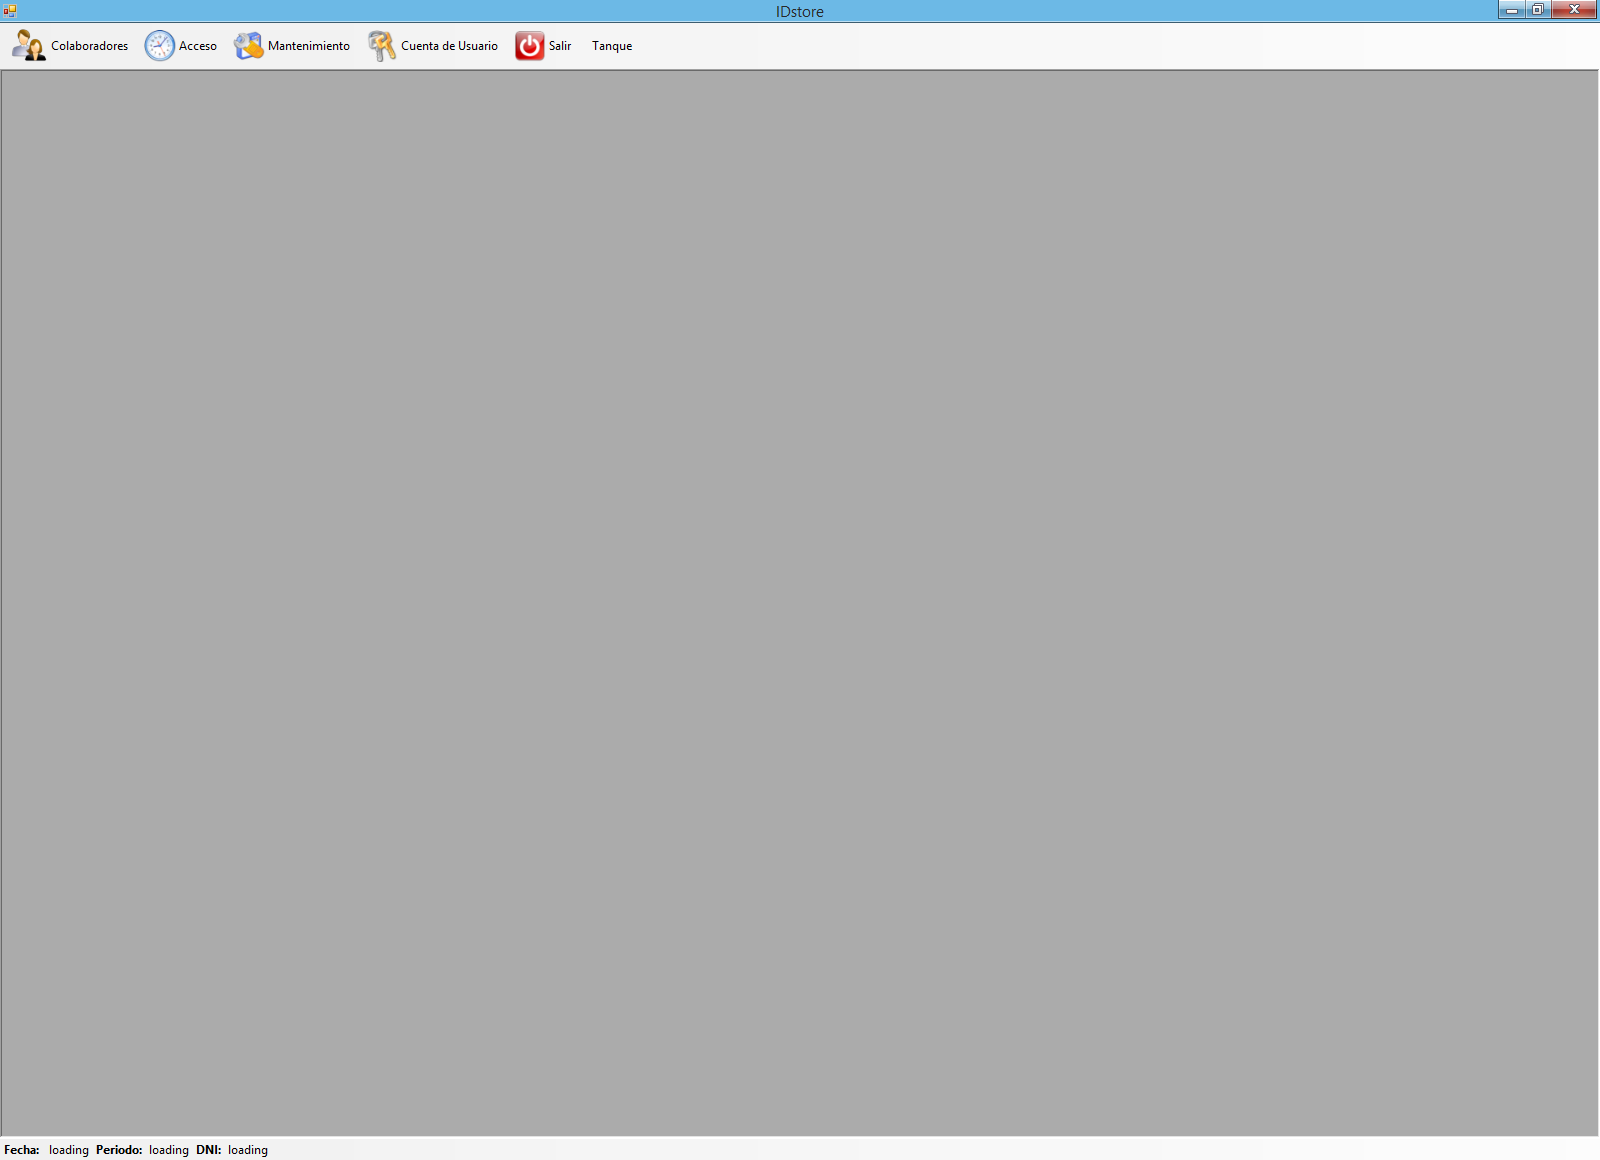 IDstore
Colaboradores Acceso Mantenimiento Cuenta de Usuario Salir Tanque
Fecha: loading Periodo: loading DNI: loading